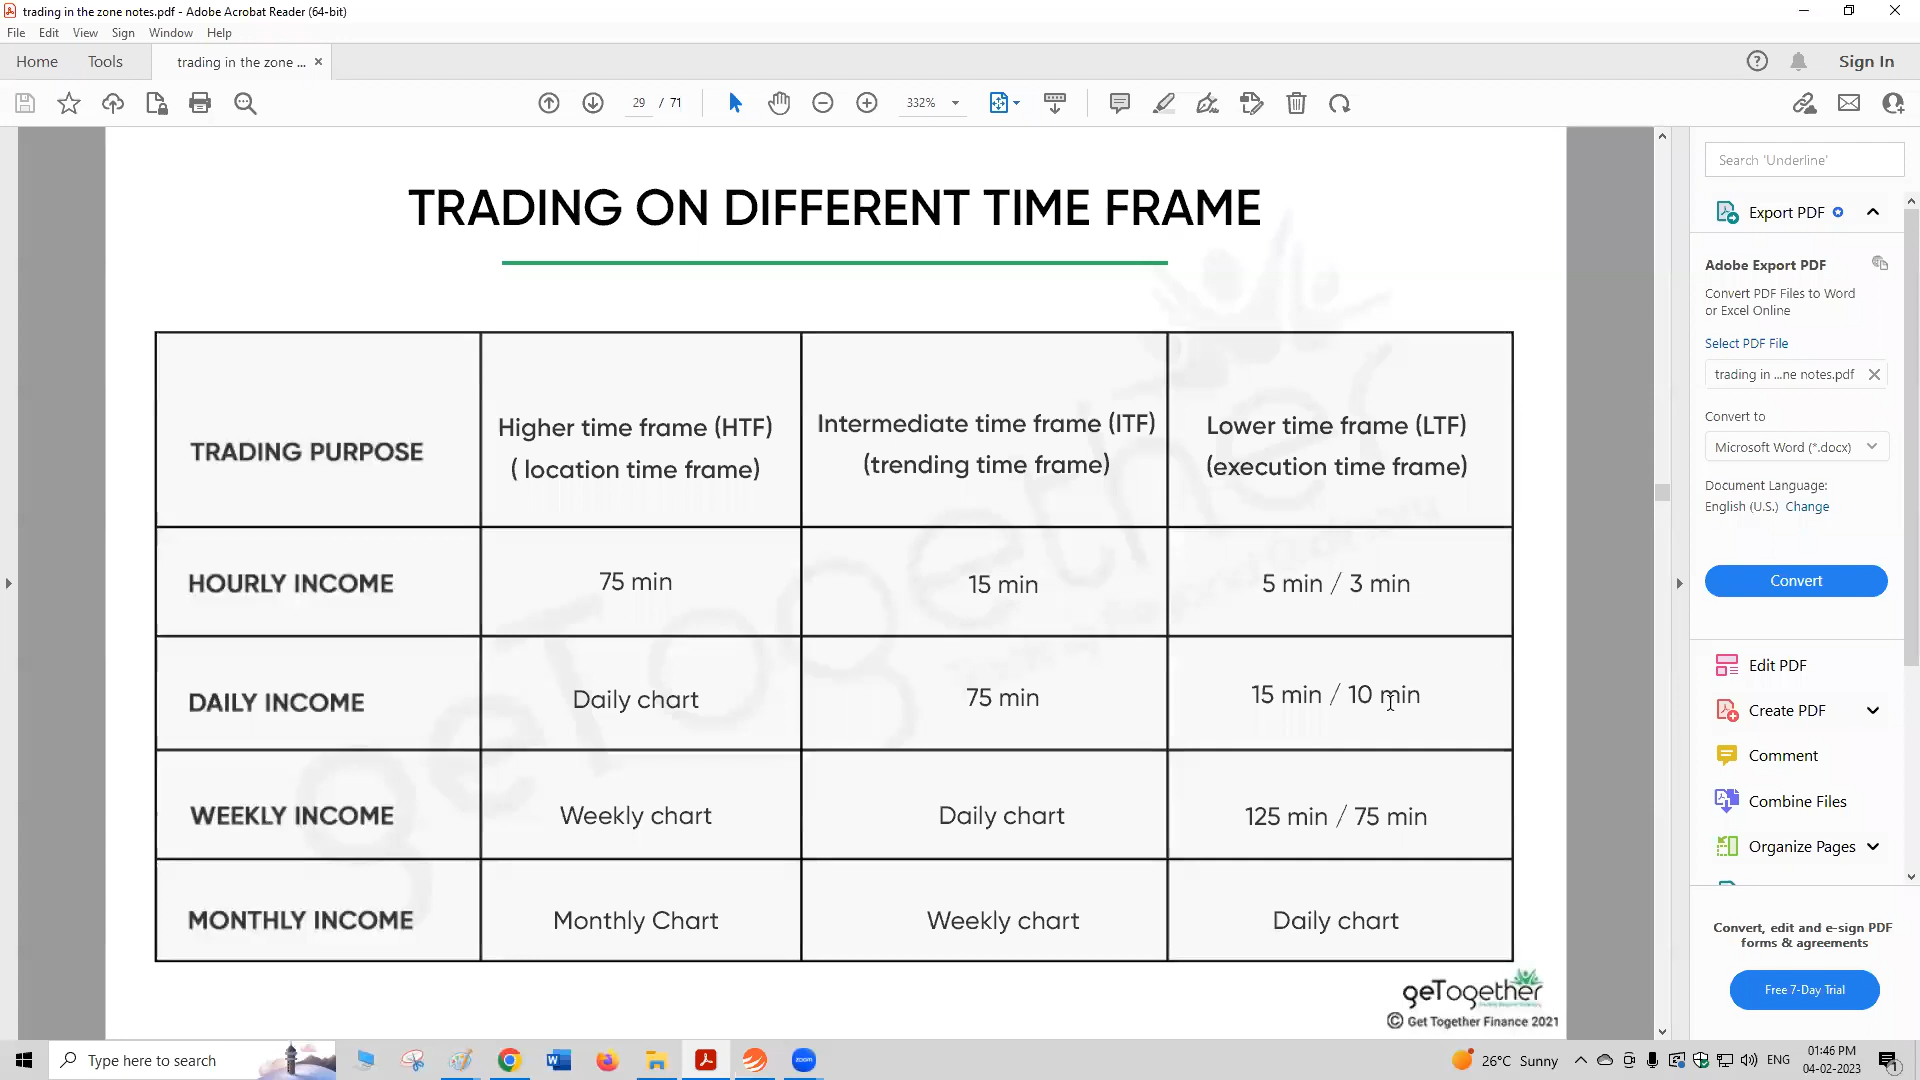 trading in the zone notes.pdf - Adobe Acrobat Reader (64-bit)
File Edit View Sign Window Help
Home Tools trading in the zone ... × Sign In
29 / 71 332%
TRADING ON DIFFERENT TIME FRAME
TRADING PURPOSE
Higher time frame (HTF)
( location time frame)
Intermediate time frame (ITF)
(trending time frame)
Lower time frame (LTF)
(execution time frame)
HOURLY INCOME 75 min 15 min 5 min / 3 min
DAILY INCOME Daily chart 75 min 15 min / 10 min
WEEKLY INCOME Weekly chart Daily chart 125 min / 75 min
MONTHLY INCOME Monthly Chart Weekly chart Daily chart
geTogether
geTogether
© Get Together Finance 2021
Search 'Underline'
Export PDF
Adobe Export PDF
Convert PDF Files to Word
or Excel Online
Select PDF File
trading in ...ne notes.pdf
Convert to
Microsoft Word (*.docx)
Document Language:
English (U.S.) Change
Convert
Edit PDF
Create PDF
Comment
Combine Files
Organize Pages
Convert, edit and e-sign PDF
forms & agreements
Free 7-Day Trial
Type here to search
zoom
26°C Sunny
ENG
01:46 PM
04-02-2023
1